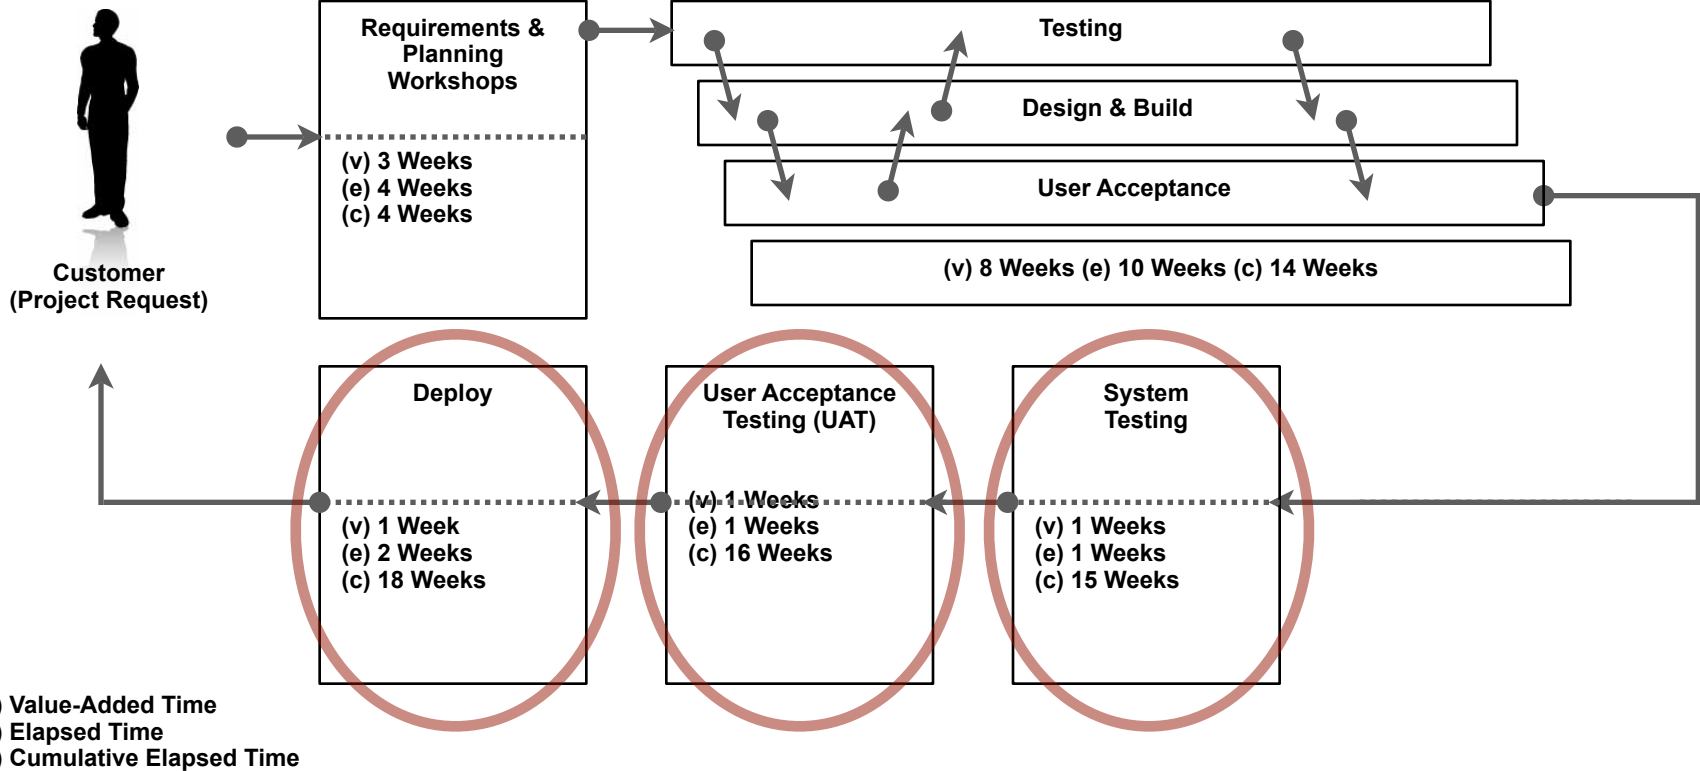 Requirements &
Planning
Workshops
(v) 3 Weeks
(e) 4 Weeks
(c) 4 Weeks
Testing
Design & Build
User Acceptance
(v) 8 Weeks (e) 10 Weeks (c) 14 Weeks
Customer
(Project Request)
Deploy
(v) 1 Week
(e) 2 Weeks
(c) 18 Weeks
User Acceptance
Testing (UAT)
(v) 1 Weeks
(e) 1 Weeks
(c) 16 Weeks
System
Testing
(v) 1 Weeks
(e) 1 Weeks
(c) 15 Weeks
) Value-Added Time
) Elapsed Time
) Cumulative Elapsed Time